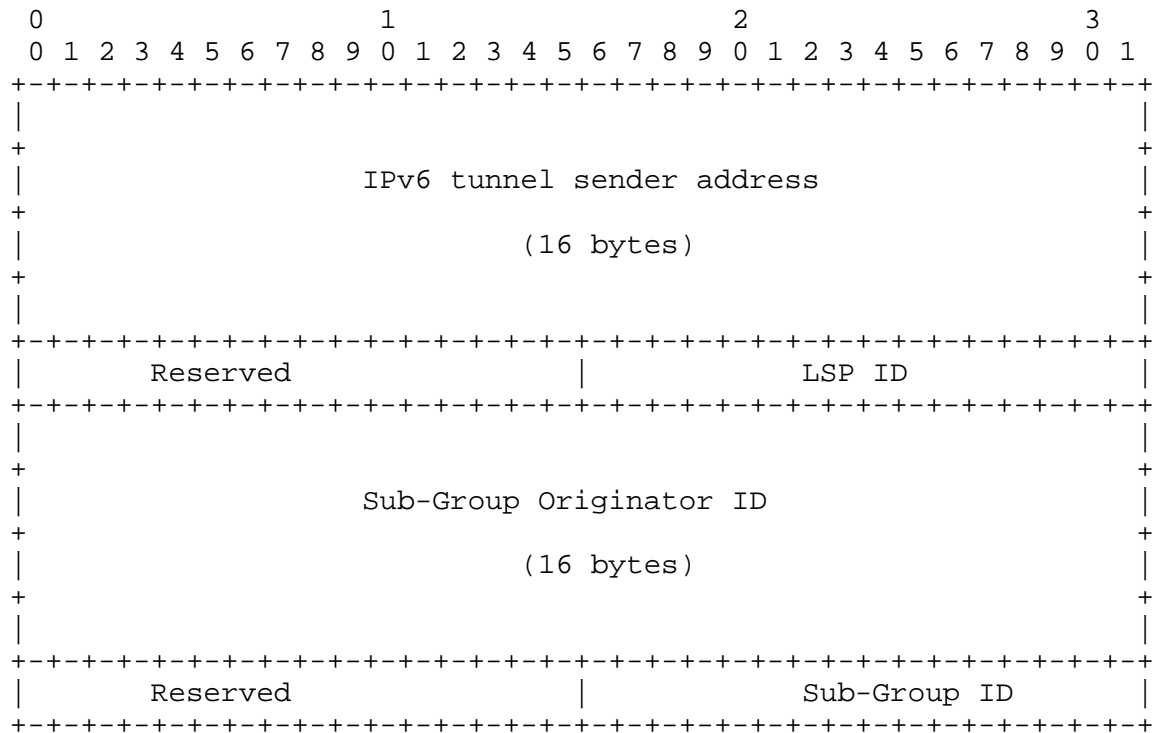 0                   1                   2                   3
 0 1 2 3 4 5 6 7 8 9 0 1 2 3 4 5 6 7 8 9 0 1 2 3 4 5 6 7 8 9 0 1
+-+-+-+-+-+-+-+-+-+-+-+-+-+-+-+-+-+-+-+-+-+-+-+-+-+-+-+-+-+-+-+-+
|                                                               |
+                                                               +
|                   IPv6 tunnel sender address                  |
+                                                               +
|                            (16 bytes)                         |
+                                                               +
|                                                               |
+-+-+-+-+-+-+-+-+-+-+-+-+-+-+-+-+-+-+-+-+-+-+-+-+-+-+-+-+-+-+-+-+
|       Reserved                |            LSP ID             |
+-+-+-+-+-+-+-+-+-+-+-+-+-+-+-+-+-+-+-+-+-+-+-+-+-+-+-+-+-+-+-+-+
|                                                               |
+                                                               +
|                   Sub-Group Originator ID                     |
+                                                               +
|                            (16 bytes)                         |
+                                                               +
|                                                               |
+-+-+-+-+-+-+-+-+-+-+-+-+-+-+-+-+-+-+-+-+-+-+-+-+-+-+-+-+-+-+-+-+
|       Reserved                |            Sub-Group ID       |
+-+-+-+-+-+-+-+-+-+-+-+-+-+-+-+-+-+-+-+-+-+-+-+-+-+-+-+-+-+-+-+-+